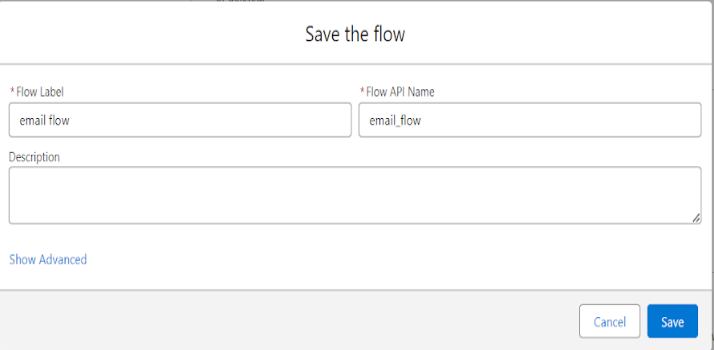 Save the flow
*Flow Label
*Flow API Name
email flow
email_flow
Description
Show Advanced
Cancel
Save